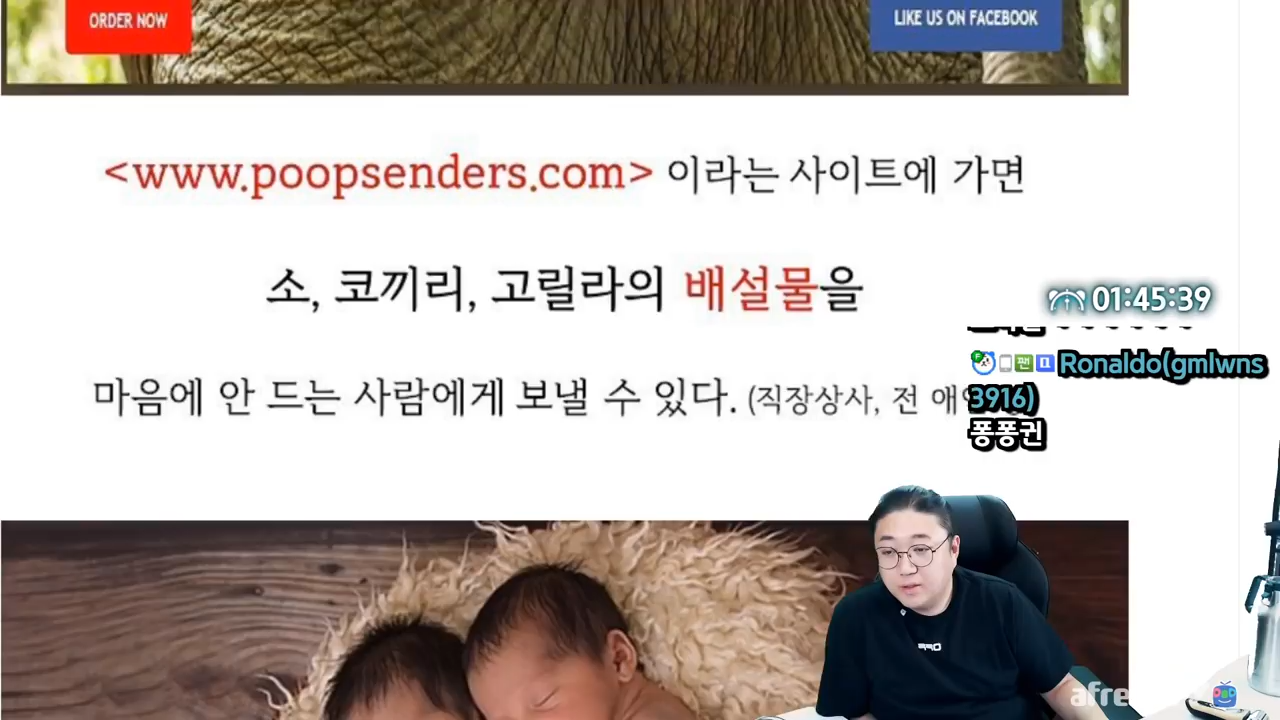 ORDER NOW
LIKE US ON FACEBOOK
<www.poopsenders.com> 이라는 사이트에 가면
소, 코끼리, 고릴라의 배설물을
마음에 안 드는 사람에게 보낼 수 있다. (직장상사, 전 애
01:45:39
Ronaldo(gmlwns
3916)
퐁퐁퀸
afre